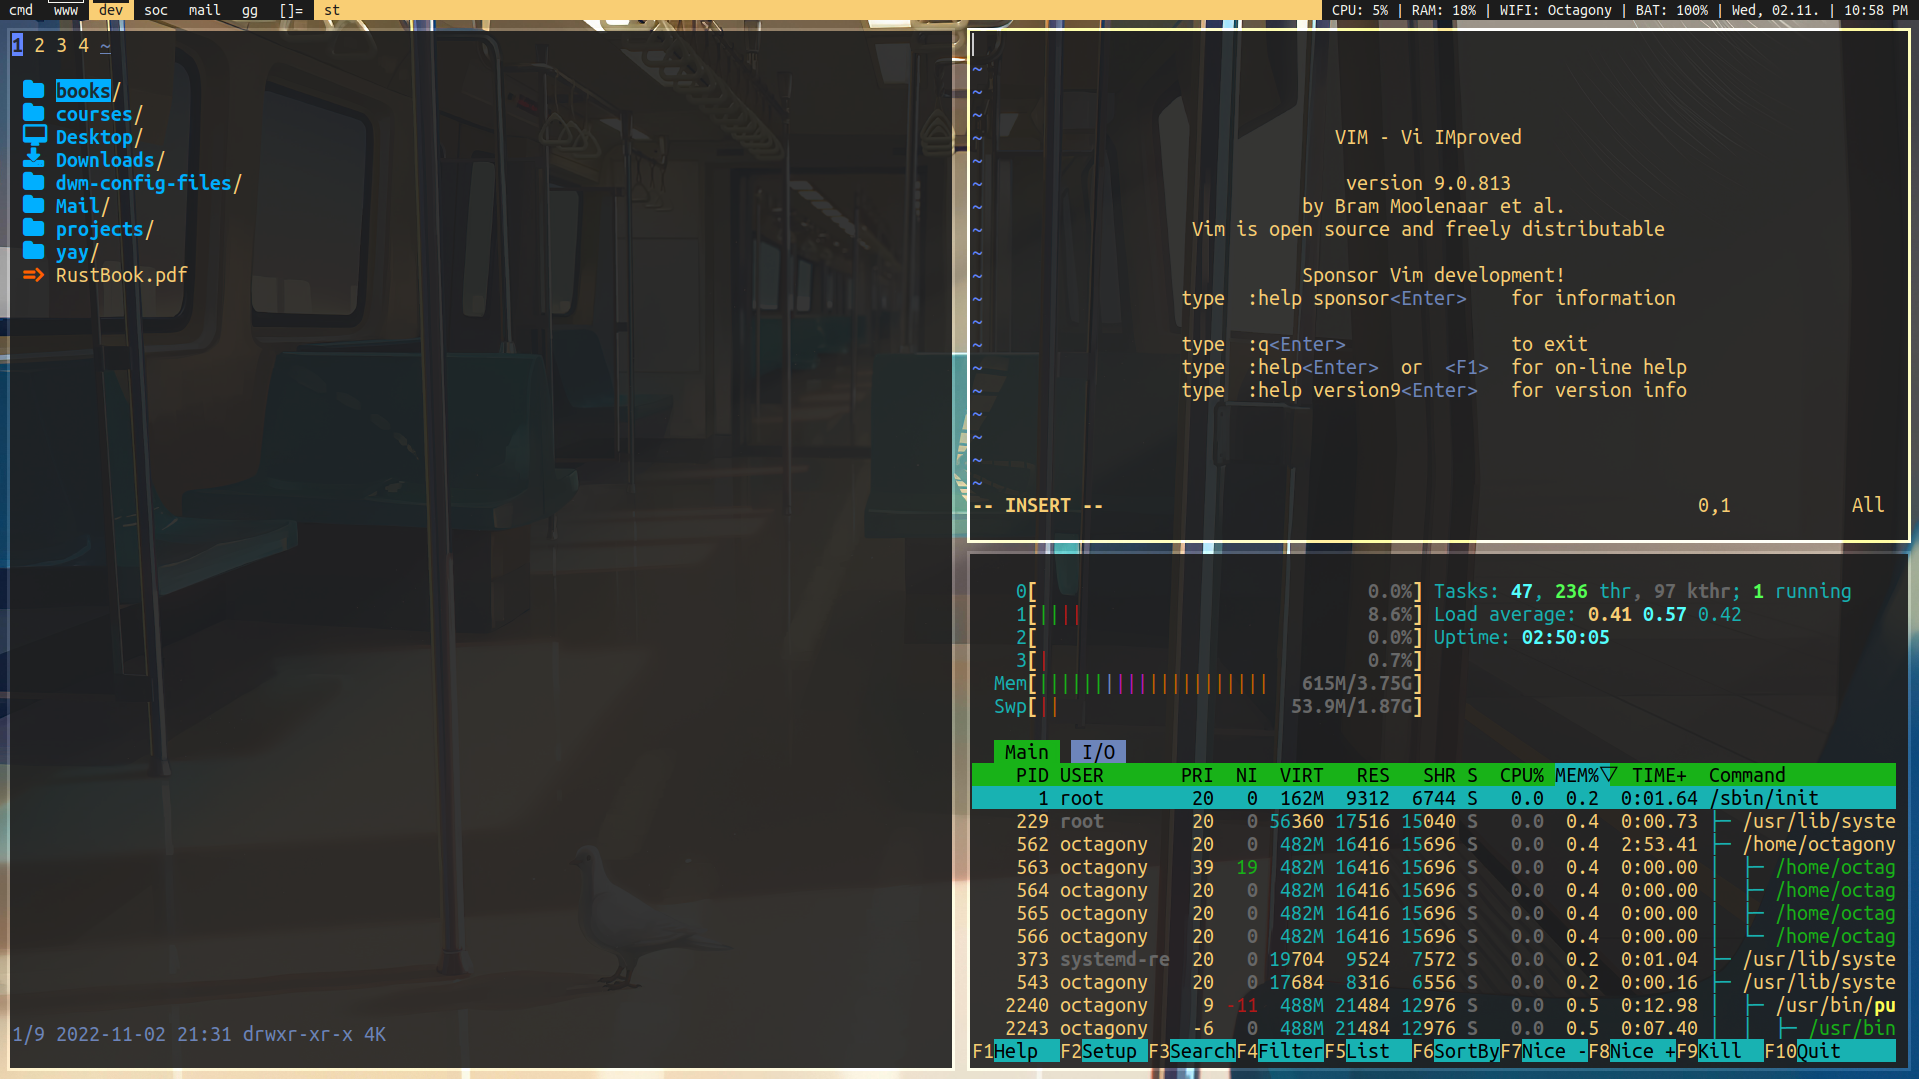 cmd www dev soc mail gg []= st CPU: 5% | RAM: 18% | WIFI: Octagony | BAT: 100% | Wed, 02.11. | 10:58 PM
1 2 3 4 ~
books/
courses/
Desktop/
Downloads/
dwm-config-files/
Mail/
projects/
yay/
RustBook.pdf
1/9 2022-11-02 21:31 drwxr-xr-x 4K
~
~
~
~
VIM - Vi IMproved
~
~
version 9.0.813
~
by Bram Moolenaar et al.
~
Vim is open source and freely distributable
~
~
Sponsor Vim development!
~
type :help sponsor<Enter> for information
~
~
type :q<Enter> to exit
~
type :help<Enter> or <F1> for on-line help
~
type :help version9<Enter> for version info
~
~
~
~
-- INSERT -- 0,1 All
0[ 0.0%] Tasks: 47, 236 thr, 97 kthr; 1 running
1[|||| 8.6%] Load average: 0.41 0.57 0.42
2[ 0.0%] Uptime: 02:50:05
3[| 0.7%]
Mem[||||||||||||||||||||| 615M/3.75G]
Swp[|| 53.9M/1.87G]
Main I/O
PID USER PRI NI VIRT RES SHR S CPU% MEM%▽ TIME+ Command
1 root 20 0 162M 9312 6744 S 0.0 0.2 0:01.64 /sbin/init
229 root 20 0 56360 17516 15040 S 0.0 0.4 0:00.73 ├─ /usr/lib/syste
562 octagony 20 0 482M 16416 15696 S 0.0 0.4 2:53.41 ├─ /home/octagony
563 octagony 39 19 482M 16416 15696 S 0.0 0.4 0:00.00 │ ├─ /home/octag
564 octagony 20 0 482M 16416 15696 S 0.0 0.4 0:00.00 │ ├─ /home/octag
565 octagony 20 0 482M 16416 15696 S 0.0 0.4 0:00.00 │ ├─ /home/octag
566 octagony 20 0 482M 16416 15696 S 0.0 0.4 0:00.00 │ └─ /home/octag
373 systemd-re 20 0 19704 9524 7572 S 0.0 0.2 0:01.04 ├─ /usr/lib/syste
543 octagony 20 0 17684 8316 6556 S 0.0 0.2 0:00.16 ├─ /usr/lib/syste
2240 octagony 9 -11 488M 21484 12976 S 0.0 0.5 0:12.98 │ ├─ /usr/bin/pu
2243 octagony -6 0 488M 21484 12976 S 0.0 0.5 0:07.40 │ │ ├─ /usr/bin
F1Help F2Setup F3SearchF4FilterF5List F6SortByF7Nice -F8Nice +F9Kill F10Quit